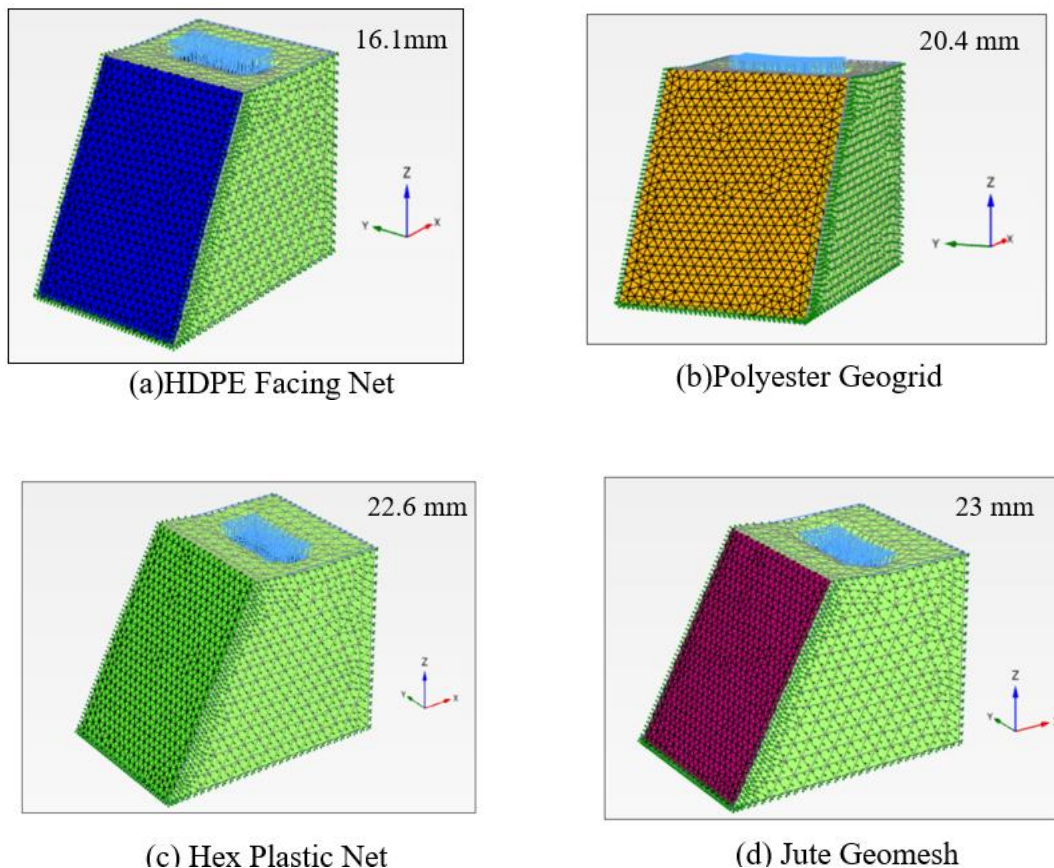 16.1mm
Z
Y
X
(a)HDPE Facing Net
20.4 mm
Z
Y
X
(b)Polyester Geogrid
22.6 mm
Z
Y
X
(c) Hex Plastic Net
23 mm
Z
Y
(d) Jute Geomesh